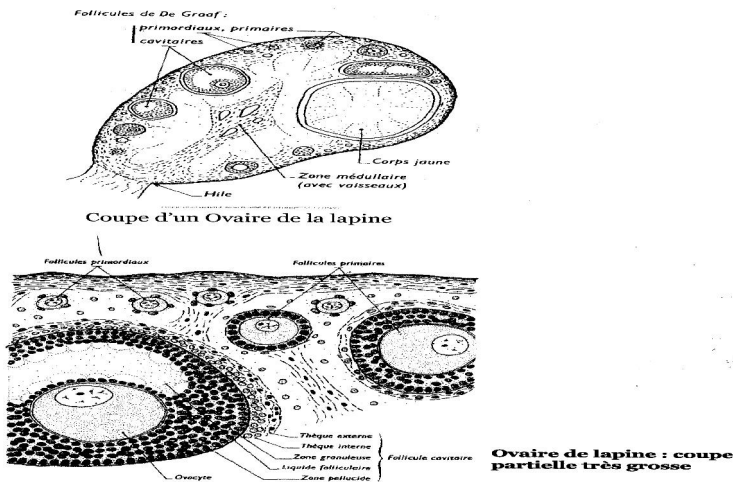 Follicules de De Graaf :
primordiaux, primaires
cavitaires
Corps jaune
Zone médullaire
(avec vaisseaux)
Hile
Coupe d'un Ovaire de la lapine
Follicules primordiaux
Follicules primaires
Thèque externe
Thèque interne
Zone granuleuse
Liquide folliculaire
Zone pellucide
Follicule cavitaire
Ovocyte
Ovaire de lapine : coupe
partielle très grosse